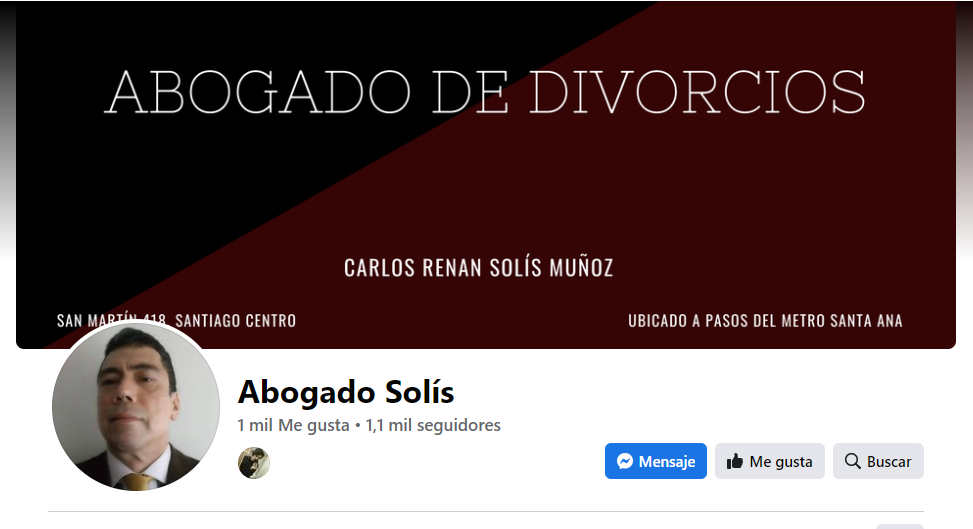 ABOGADO DE DIVORCIOS
CARLOS RENAN SOLÍS MUÑOZ
SAN MARTÍN 418, SANTIAGO CENTRO
UBICADO A PASOS DEL METRO SANTA ANA
Abogado Solís
1 mil Me gusta • 1,1 mil seguidores
Mensaje
Me gusta
Buscar